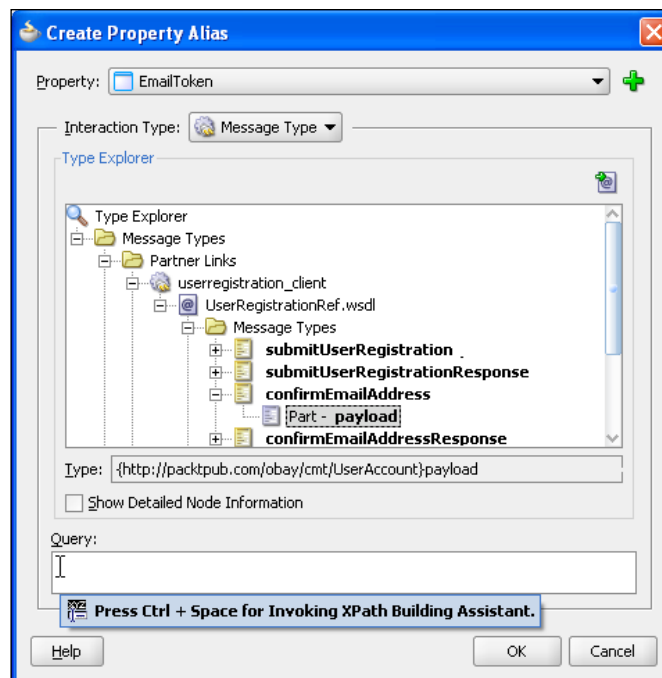 Create Property Alias
Property: EmailToken
Interaction Type: Message Type
Type Explorer
Type Explorer
Message Types
Partner Links
userregistration_client
UserRegistrationRef.wsdl
Message Types
submitUserRegistration
submitUserRegistrationResponse
confirmEmailAddress
Part - payload
confirmEmailAddressResponse
Type: {http://packtpub.com/obay/cmt/UserAccount}payload
Show Detailed Node Information
Query:
Press Ctrl + Space for Invoking XPath Building Assistant.
Help OK Cancel